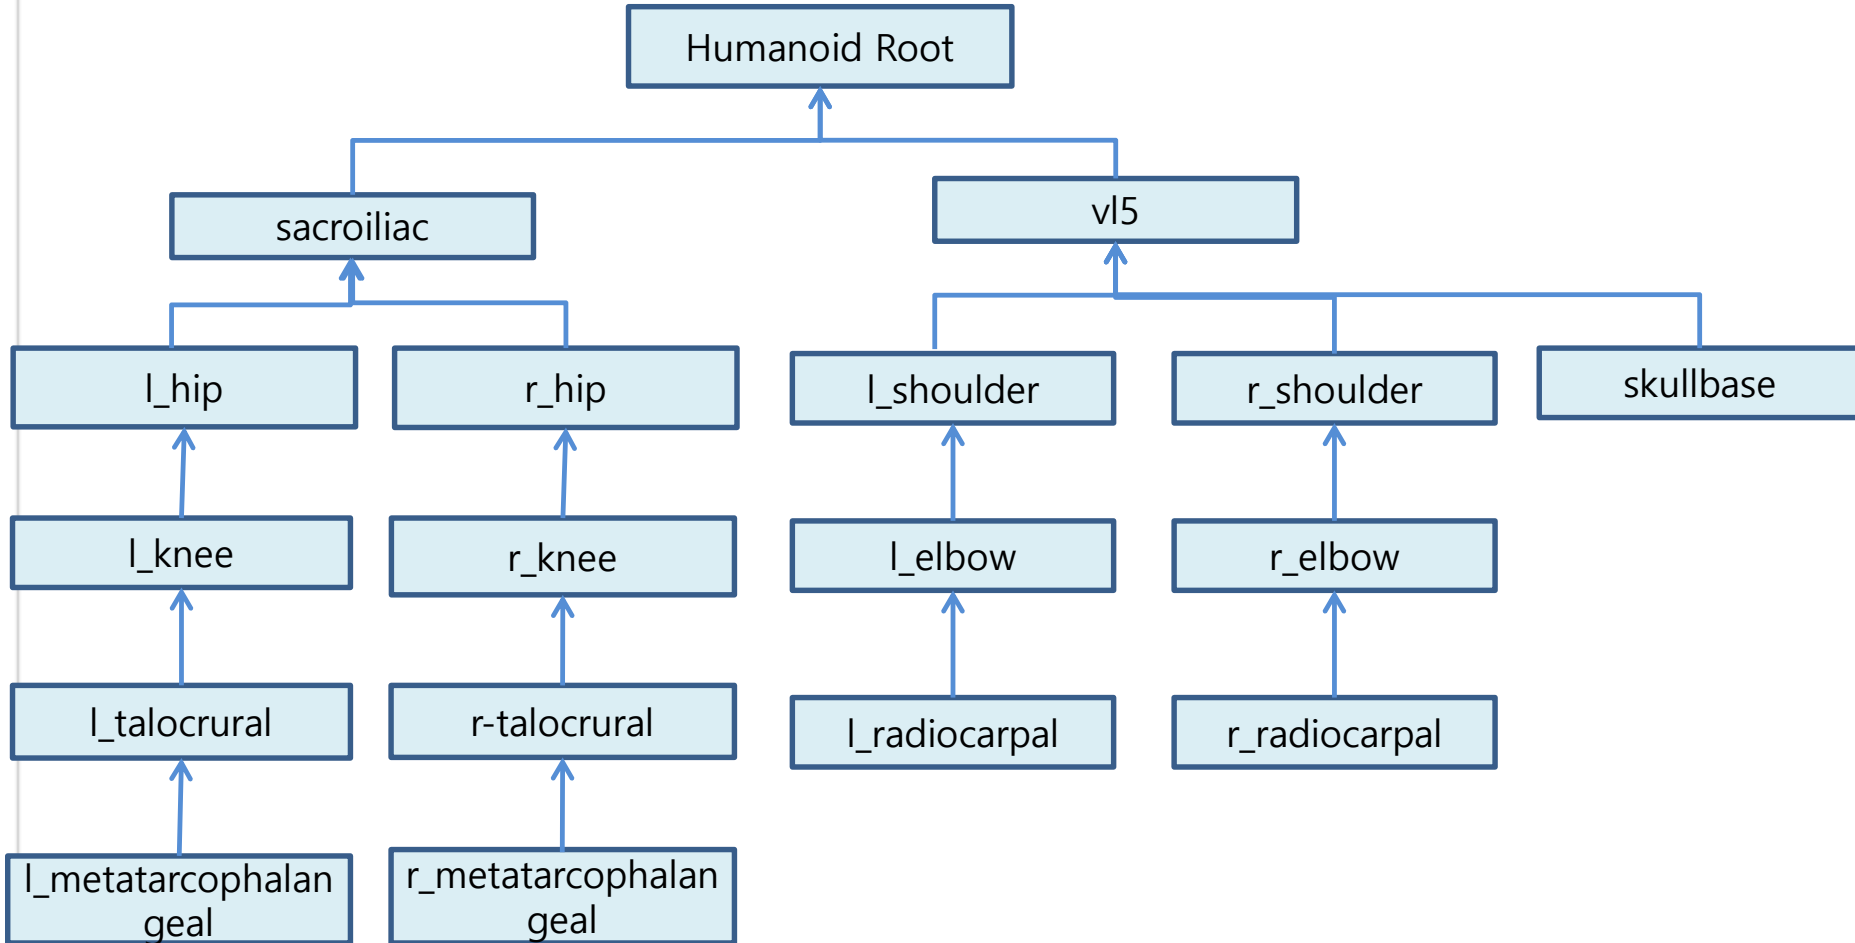 Humanoid Root
sacroiliac
vl5
l_hip
r_hip
l_shoulder
r_shoulder
skullbase
l_knee
r_knee
l_elbow
r_elbow
l_talocrural
r-talocrural
l_radiocarpal
r_radiocarpal
l_metatarcophalan
geal
r_metatarcophalan
geal